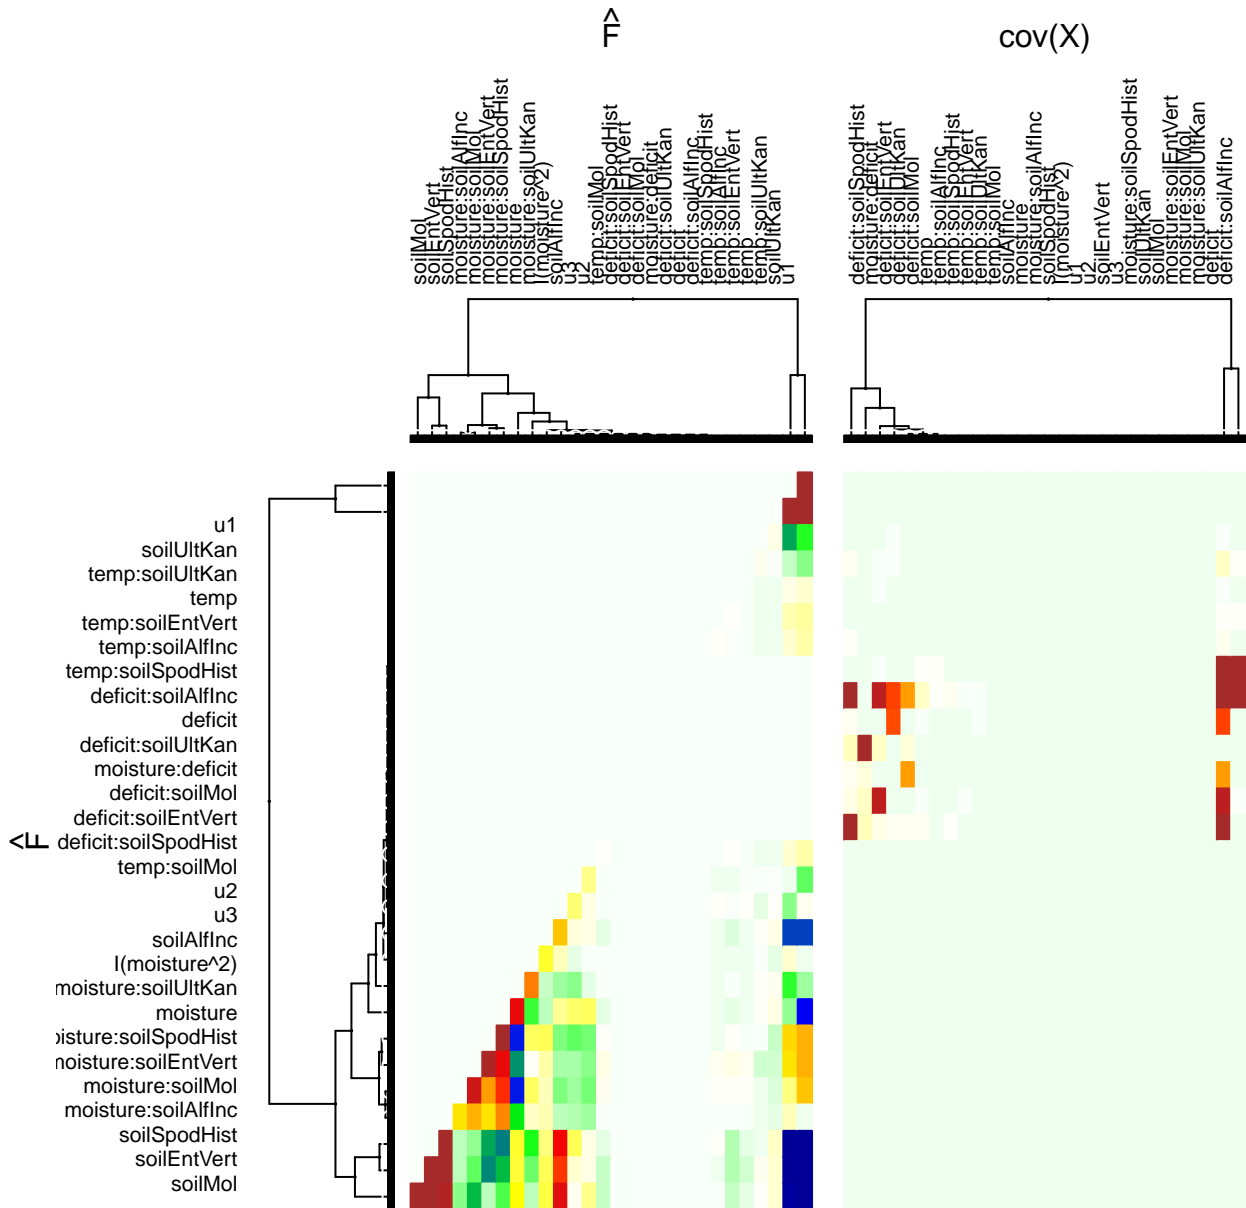 F̂
cov(X)
soilMol
soilEntVert
soilSpodHist
moisture:soilAlfInc
moisture:soilMol
moisture:soilEntVert
moisture:soilSpodHist
moisture
moisture:soilUltKan
I(moisture^2)
soilAlfInc
u3
u2
temp:soilMol
deficit:soilSpodHist
deficit:soilEntVert
deficit:soilMol
moisture:deficit
deficit:soilUltKan
deficit
deficit:soilAlfInc
temp:soilSpodHist
temp:soilAlfInc
temp:soilEntVert
temp
temp:soilUltKan
soilUltKan
u1
deficit:soilSpodHist
moisture:deficit
deficit:soilEntVert
deficit:soilUltKan
deficit:soilMol
temp
temp:soilAlfInc
temp:soilSpodHist
temp:soilEntVert
temp:soilUltKan
temp:soilMol
soilAlfInc
moisture
moisture:soilAlfInc
soilSpodHist
I(moisture^2)
u1
u2
soilEntVert
u3
moisture:soilSpodHist
soilUltKan
soilMol
moisture:soilEntVert
moisture:soilMol
moisture:soilUltKan
deficit
deficit:soilAlfInc
u1
soilUltKan
temp:soilUltKan
temp
temp:soilEntVert
temp:soilAlfInc
temp:soilSpodHist
deficit:soilAlfInc
deficit
deficit:soilUltKan
moisture:deficit
deficit:soilMol
deficit:soilEntVert
F̂
deficit:soilSpodHist
temp:soilMol
u2
u3
soilAlfInc
I(moisture^2)
moisture:soilUltKan
moisture
oisture:soilSpodHist
moisture:soilEntVert
moisture:soilMol
moisture:soilAlfInc
soilSpodHist
soilEntVert
soilMol